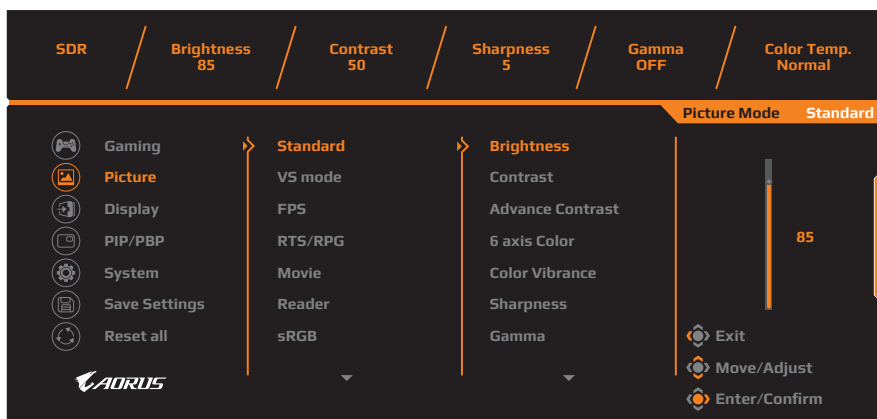 SDR
Brightness
85
Contrast
50
Sharpness
5
Gamma
OFF
Color Temp.
Normal
Picture Mode Standard
Gaming
Picture
Display
PIP/PBP
System
Save Settings
Reset all
Standard
VS mode
FPS
RTS/RPG
Movie
Reader
sRGB
Brightness
Contrast
Advance Contrast
6 axis Color
Color Vibrance
Sharpness
Gamma
85
Exit
Move/Adjust
Enter/Confirm
AORUS